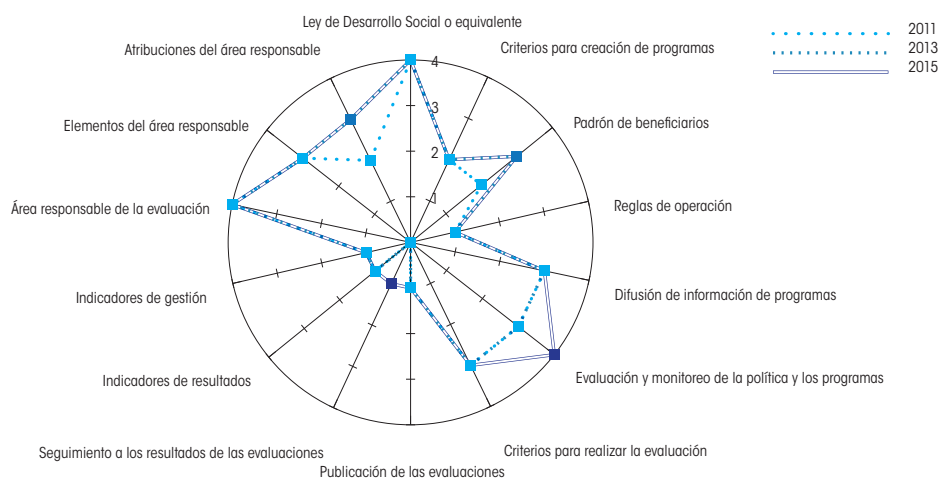 Ley de Desarrollo Social o equivalente
Atribuciones del área responsable
Criterios para creación de programas
2011
2013
2015
4
3
2
1
Elementos del área responsable
Padrón de beneficiarios
Área responsable de la evaluación
Reglas de operación
Indicadores de gestión
Difusión de información de programas
Indicadores de resultados
Evaluación y monitoreo de la política y los programas
Seguimiento a los resultados de las evaluaciones
Criterios para realizar la evaluación
Publicación de las evaluaciones